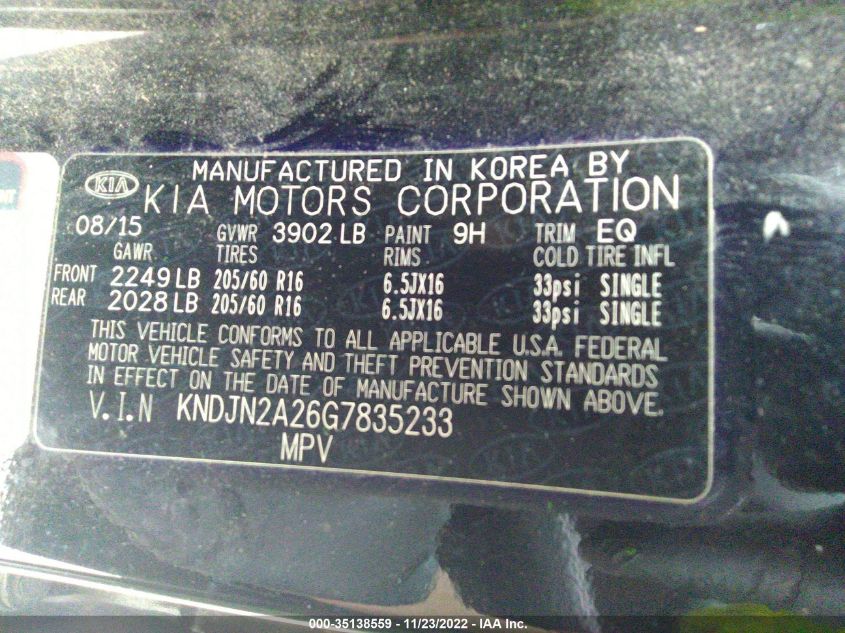 MANUFACTURED IN KOREA BY
KIA KIA MOTORS CORPORATION
08/15 GVWR 3902 LB PAINT 9H TRIM EQ
GAWR TIRES RIMS COLD TIRE INFL
FRONT 2249 LB 205/60 R16 6.5JX16 33psi SINGLE
REAR 2028 LB 205/60 R16 6.5JX16 33psi SINGLE
THIS VEHICLE CONFORMS TO ALL APPLICABLE U.S.A. FEDERAL
MOTOR VEHICLE SAFETY AND THEFT PREVENTION STANDARDS
IN EFFECT ON THE DATE OF MANUFACTURE SHOWN ABOVE.
V.I.N KNDJN2A26G7835233
MPV
000-35138559 - 11/23/2022 - IAA Inc.